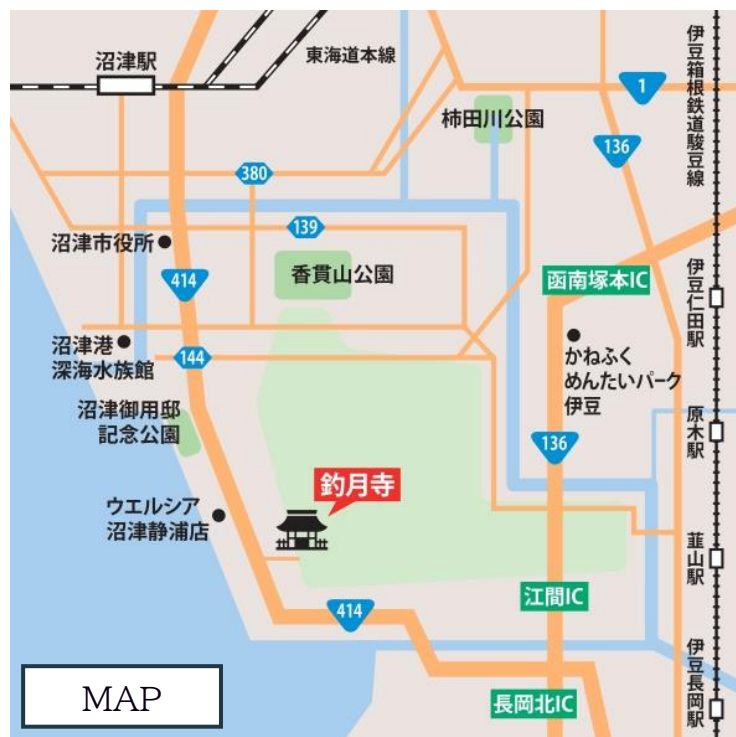 沼津駅
東海道本線
伊豆箱根鉄道駿豆線
1
柿田川公園
136
380
139
沼津市役所
香貫山公園
414
函南塚本IC
伊豆仁田駅
沼津港
深海水族館
144
かねふく
めんたいパーク
伊豆
沼津御用邸
記念公園
原木駅
136
釣月寺
ウエルシア
沼津静浦店
韮山駅
江間IC
414
伊豆長岡駅
MAP
長岡北IC